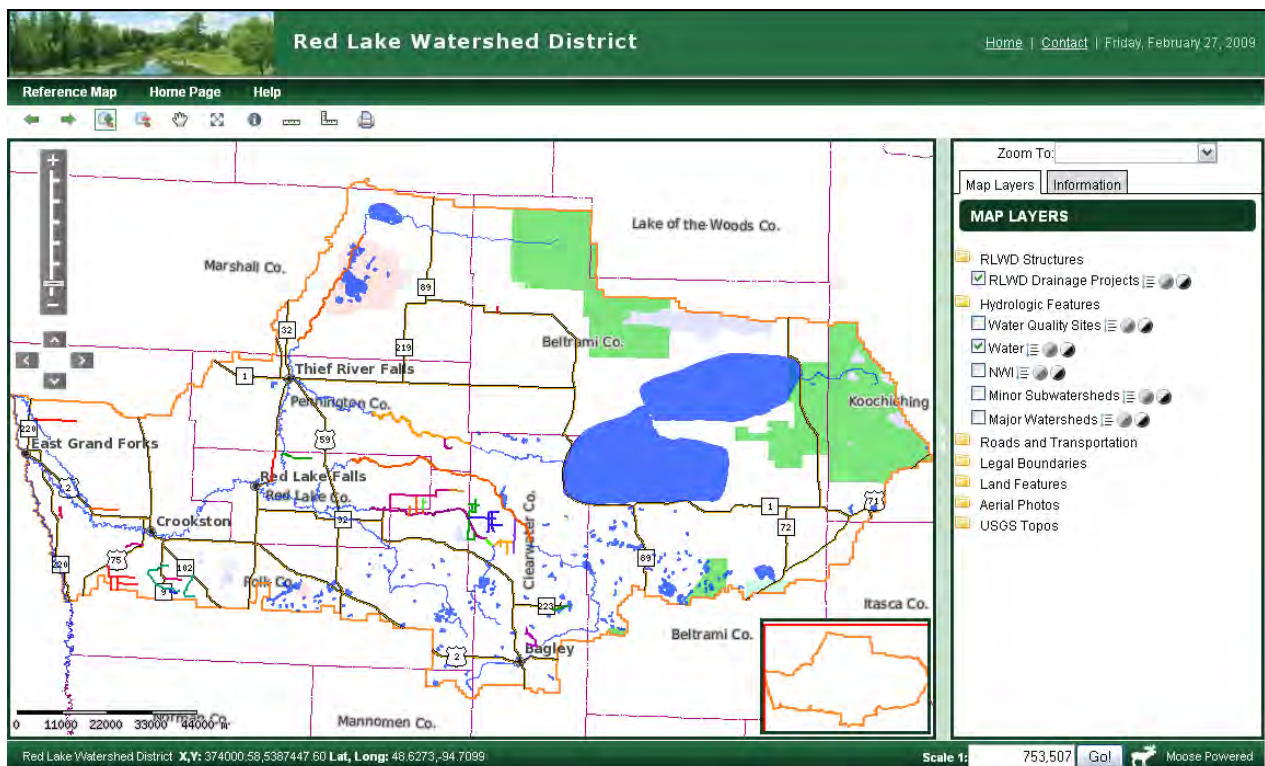 Red Lake Watershed District
Home | Contact | Friday, February 27, 2009
Reference Map Home Page Help
Zoom To:
Map Layers Information
MAP LAYERS
RLWD Structures
RLWD Drainage Projects
Hydrologic Features
Water Quality Sites
Water
NWI
Minor Subwatersheds
Major Watersheds
Roads and Transportation
Legal Boundaries
Land Features
Aerial Photos
USGS Topos
Lake of the Woods Co.
Marshall Co.
89
32
219
Beltrami Co.
Thief River Falls
1
Pennington Co.
Koochiching
220
East Grand Forks
59
Red Lake Falls
Red Lake Co.
2
Crookston
92
Clearwater Co.
1
71
72
75
220
102
9
Polk Co.
89
223
Itasca Co.
Beltrami Co.
Bagley
2
Norman Co.
Mannomen Co.
0 11000 22000 33000 44000 m
Red Lake Watershed District X,Y: 374000.58,5387447.60 Lat, Long: 48.6273,-94.7099
Scale 1: 753,507 Go! Moose Powered